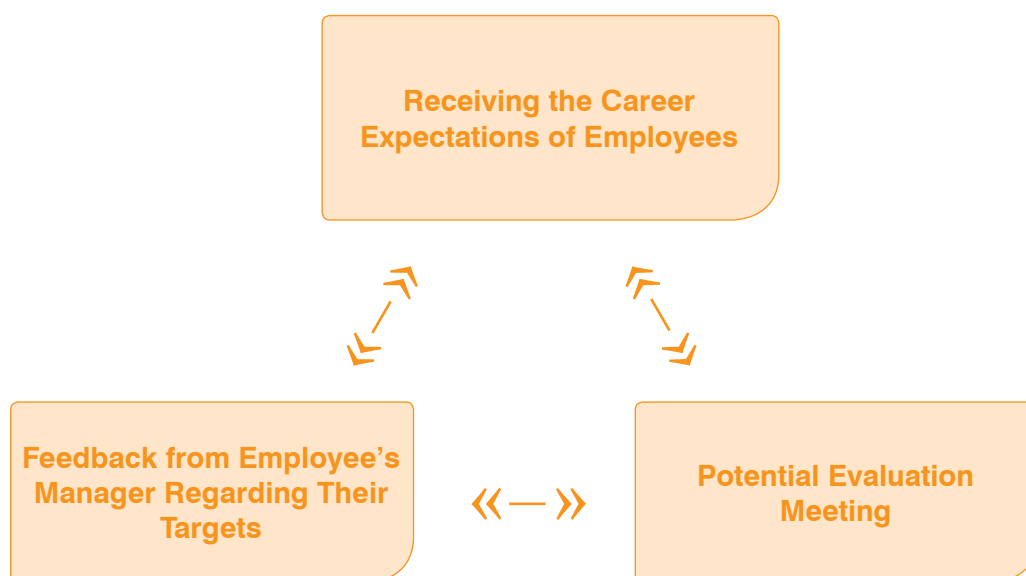 Receiving the Career
Expectations of Employees
Feedback from Employee’s
Manager Regarding Their
Targets
Potential Evaluation
Meeting